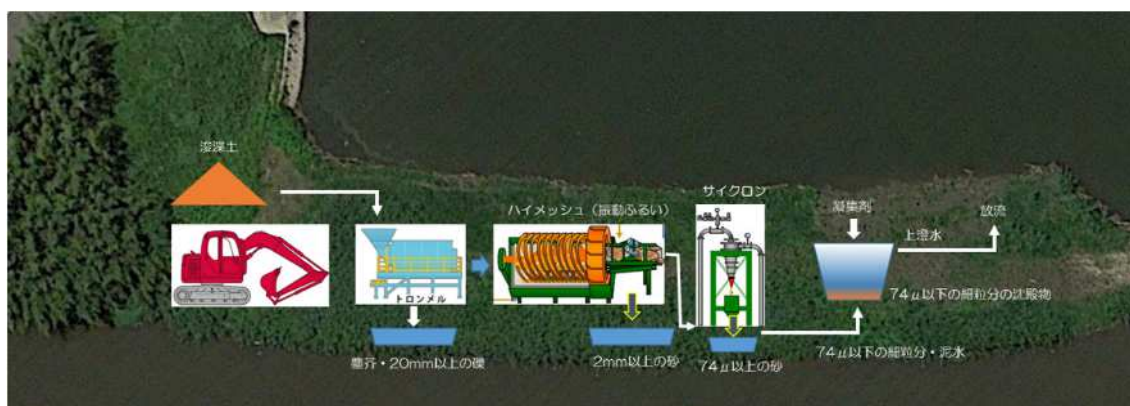 浚渫土
トロンメル
塵芥・20mm以上の礫
ハイメッシュ（振動ふるい）
2mm以上の砂
サイクロン
74μ以上の砂
凝集剤
上澄水
放流
74μ以下の細粒分の沈殿物
74μ以下の細粒分・泥水